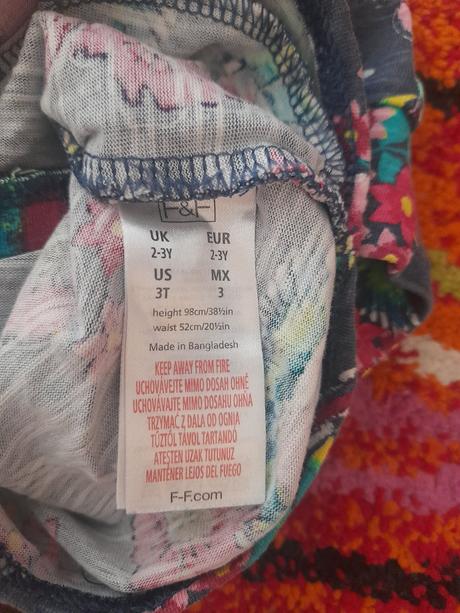 F&F
UK EUR
2-3Y 2-3Y
US MX
3T 3
height 98cm/38½in
waist 52cm/20½in
Made in Bangladesh
KEEP AWAY FROM FIRE
UCHOVÁVEJTE MIMO DOSAH OHNĚ
UCHOVÁVAJTE MIMO DOSAHU OHŇA
TRZYMAĆ Z DALA OD OGNIA
TŰZTŐL TÁVOL TARTANDÓ
ATEŞTEN UZAK TUTUNUZ
MANTENER LEJOS DEL FUEGO
F-F.com